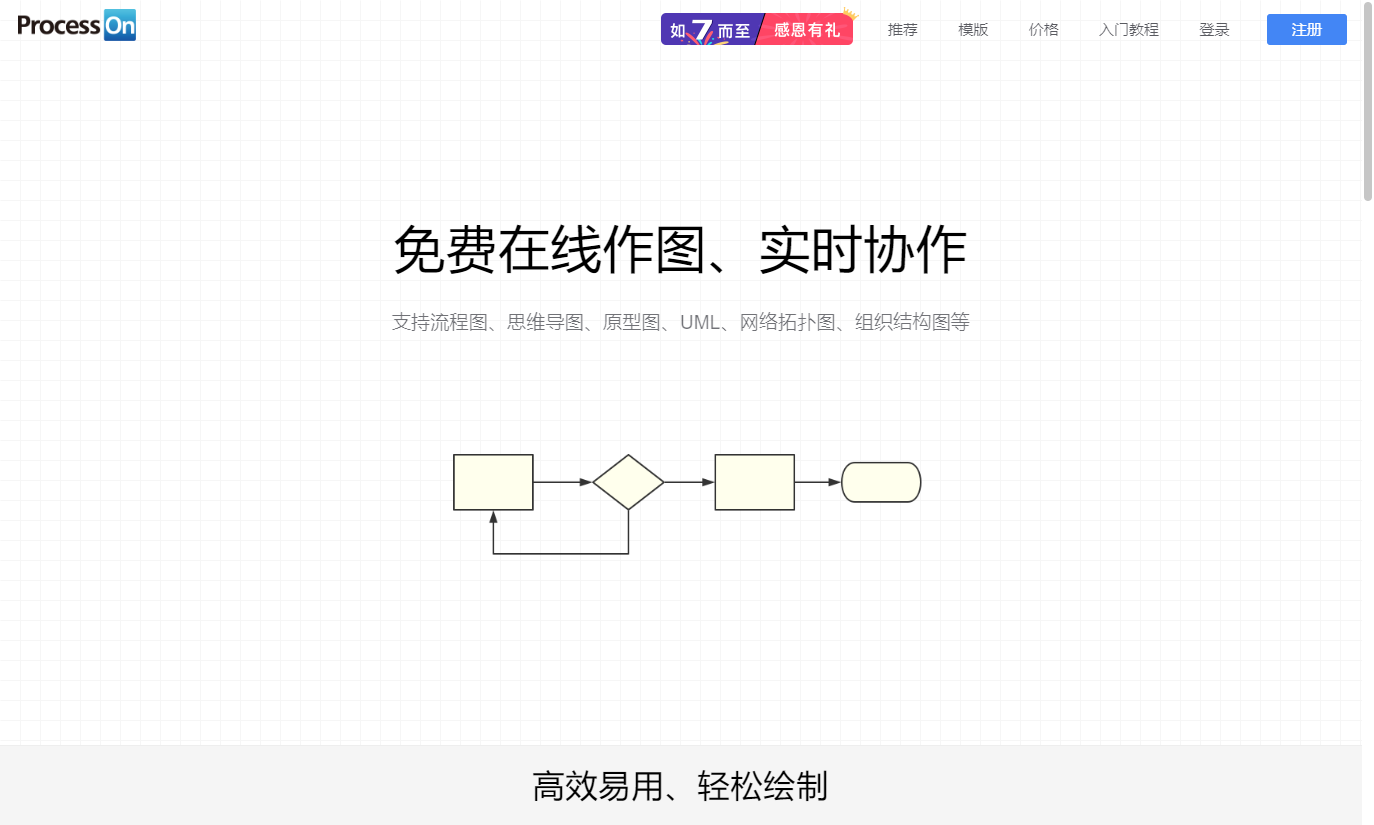 ProcessOn
如7而至 感恩有礼
推荐 模版 价格 入门教程 登录 注册
免费在线作图、实时协作
支持流程图、思维导图、原型图、UML、网络拓扑图、组织结构图等
高效易用、轻松绘制